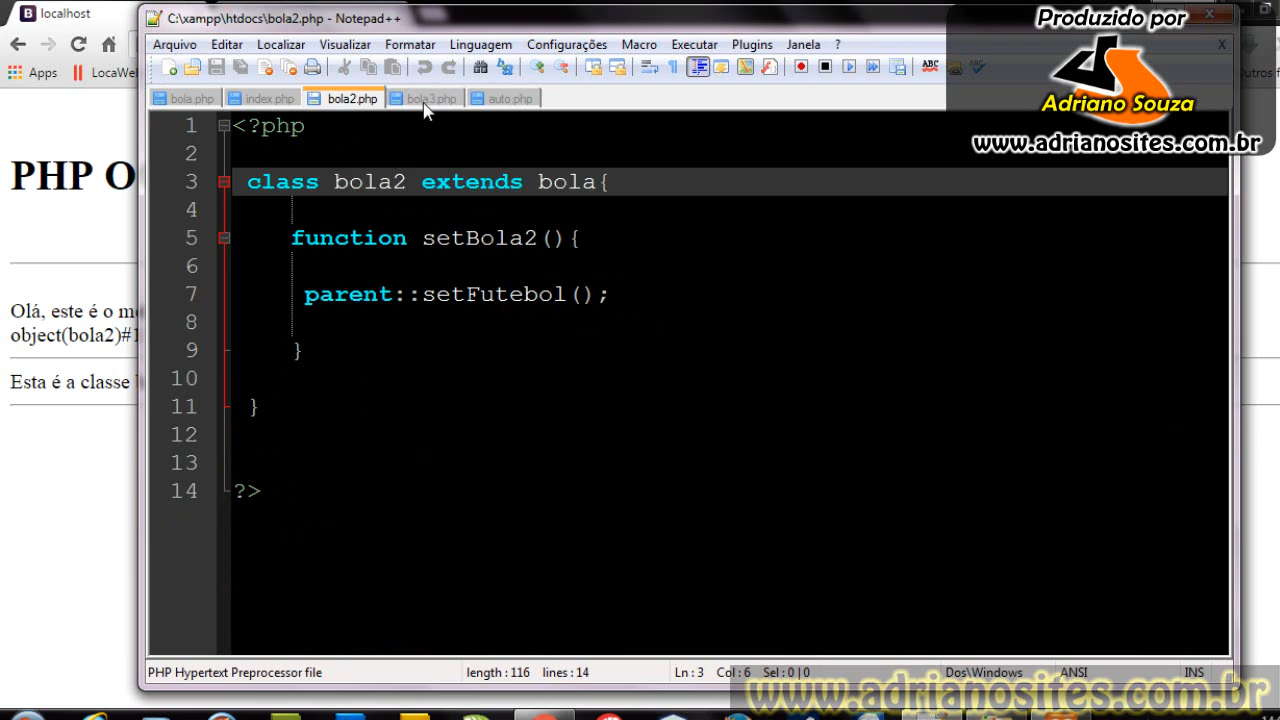 localhost
C:\xampp\htdocs\bola2.php - Notepad++
Produzido por
Adriano Souza
www.adrianosites.com.br
Arquivo Editar Localizar Visualizar Formatar Linguagem Configurações Macro Executar Plugins Janela ? X
Apps LocaWel
utros f
bola.php index.php bola2.php bola3.php auto.php
1 <?php
2
3 class bola2 extends bola{
4
5 function setBola2(){
6
7 parent::setFutebol();
8
9 }
10
11 }
12
13
14 ?>
PHP O
Olá, este é o me
object(bola2)#1
Esta é a classe
PHP Hypertext Preprocessor file length : 116 lines : 14 Ln : 3 Col : 6 Sel : 0 | 0 Dos\Windows ANSI INS
www.adrianosites.com.br